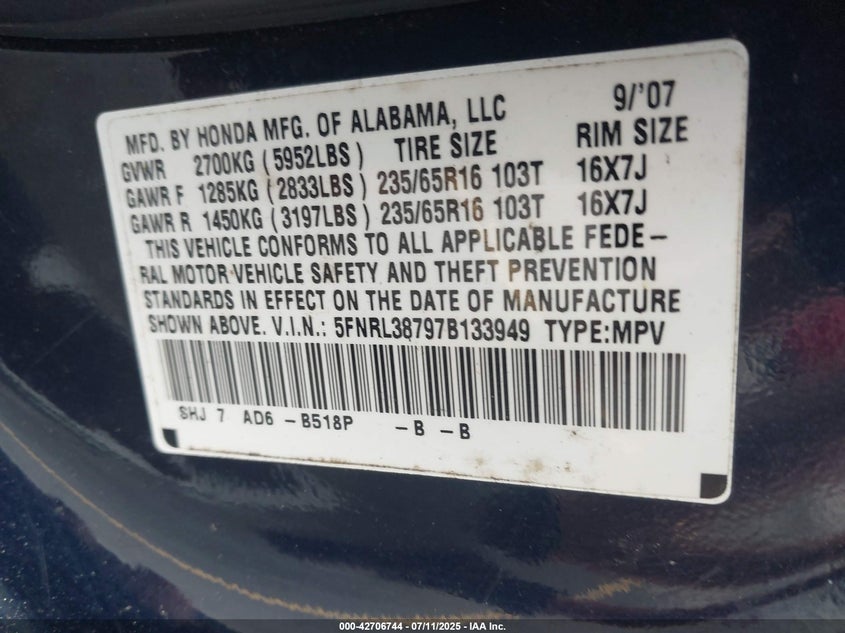 MFD. BY HONDA MFG. OF ALABAMA, LLC 9/'07
GVWR 2700KG (5952LBS) TIRE SIZE RIM SIZE
GAWR F 1285KG (2833LBS) 235/65R16 103T 16X7J
GAWR R 1450KG (3197LBS) 235/65R16 103T 16X7J
THIS VEHICLE CONFORMS TO ALL APPLICABLE FEDE-
RAL MOTOR VEHICLE SAFETY AND THEFT PREVENTION
STANDARDS IN EFFECT ON THE DATE OF MANUFACTURE
SHOWN ABOVE. V.I.N.: 5FNRL38797B133949 TYPE:MPV
SHJ 7 AD6 -B518P -B -B
000-42706744 - 07/11/2025 - IAA Inc.